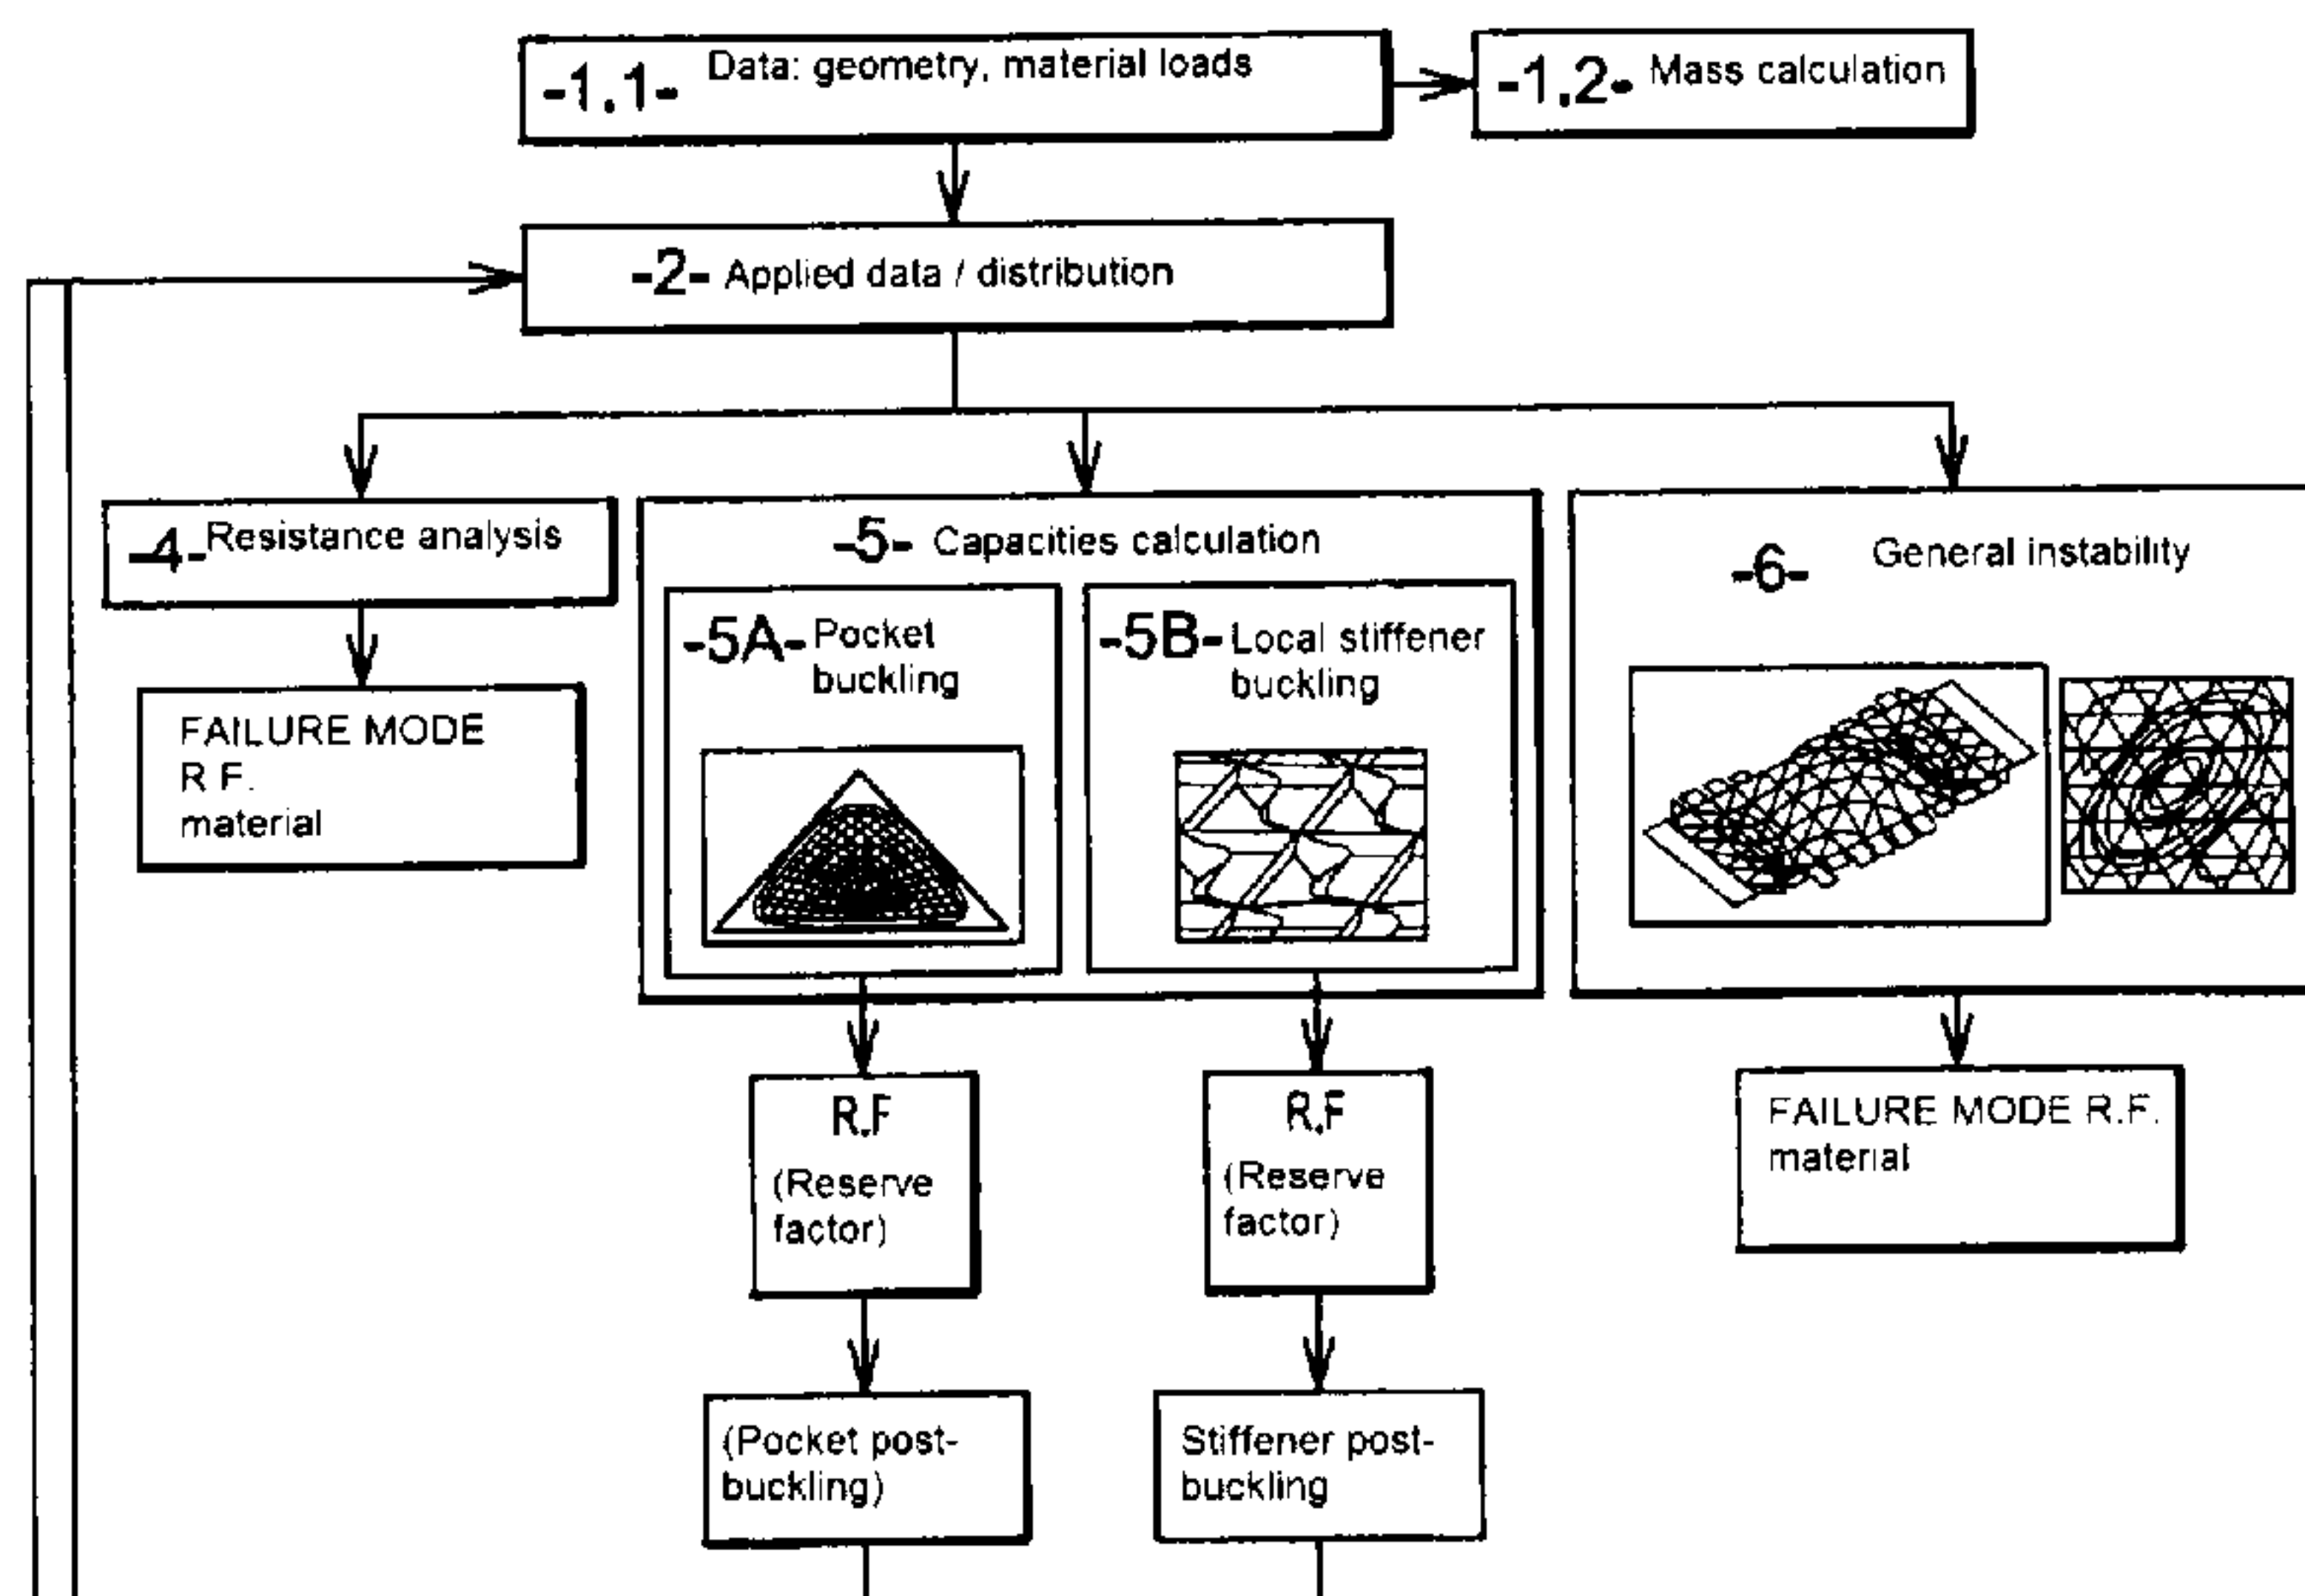 -1.1- Data: geometry, material loads
-1.2- Mass calculation
-2- Applied data / distribution
-4- Resistance analysis
FAILURE MODE
R F.
material
-5- Capacities calculation
-5A- Pocket
buckling
-5B- Local stiffener
buckling
-6- General instability
R.F
(Reserve
factor)
R.F
(Reserve
factor)
FAILURE MODE R.F.
material
(Pocket post-
buckling)
Stiffener post-
buckling